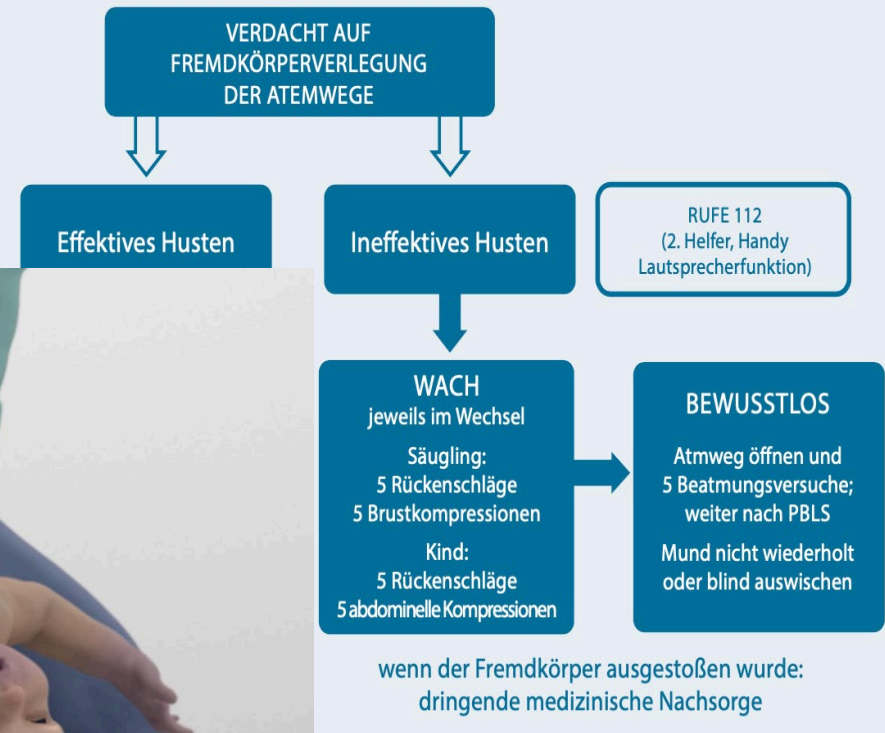 VERDACHT AUF
FREMDKÖRPERVERLEGUNG
DER ATEMWEGE
Effektives Husten
Ineffektives Husten
RUFE 112
(2. Helfer, Handy
Lautsprecherfunktion)
WACH
jeweils im Wechsel
Säugling:
5 Rückenschläge
5 Brustkompressionen
Kind:
5 Rückenschläge
5 abdominelle Kompressionen
BEWUSSTLOS
Atmweg öffnen und
5 Beatmungsversuche;
weiter nach PBLS
Mund nicht wiederholt
oder blind auswischen
wenn der Fremdkörper ausgestoßen wurde:
dringende medizinische Nachsorge